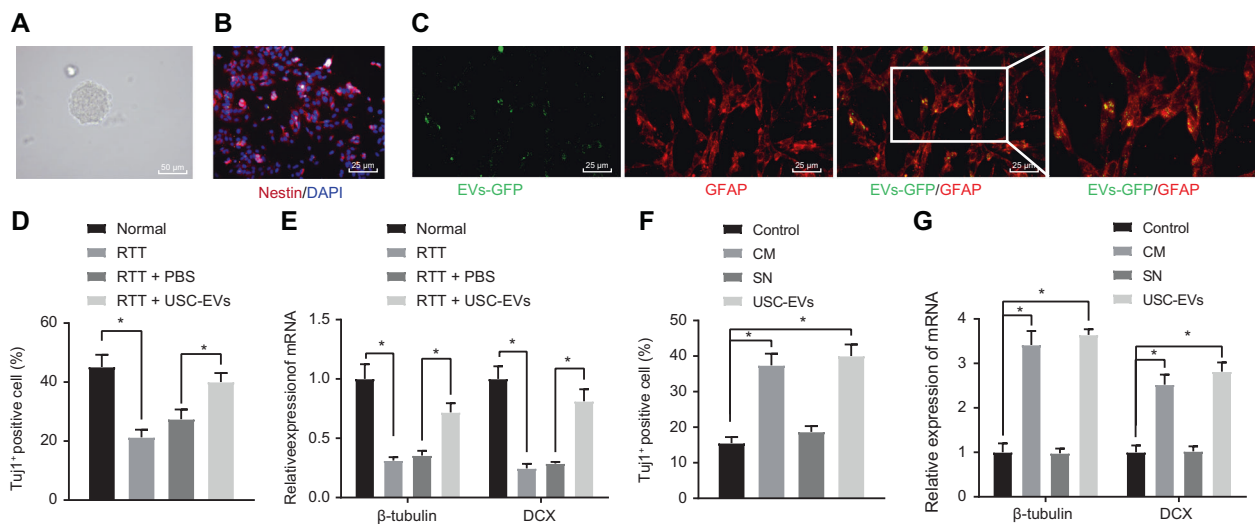 A
B
C
50 µm
25 µm
25 µm
25 µm
25 µm
25 µm
Nestin/DAPI
EVs-GFP
GFAP
EVs-GFP/GFAP
EVs-GFP/GFAP
D
Normal
RTT
RTT + PBS
RTT + USC-EVs
Tuj1+ positive cell (%)
60
40
20
0
*
*
E
Normal
RTT
RTT + PBS
RTT + USC-EVs
Relativeexpressionof mRNA
1.5
1.0
0.5
0.0
*
*
*
*
β-tubulin
DCX
F
Control
CM
SN
USC-EVs
Tuj1+ positive cell (%)
50
40
30
20
10
0
*
*
G
Control
CM
SN
USC-EVs
Relative expression of mRNA
4
3
2
1
0
*
*
*
*
β-tubulin
DCX